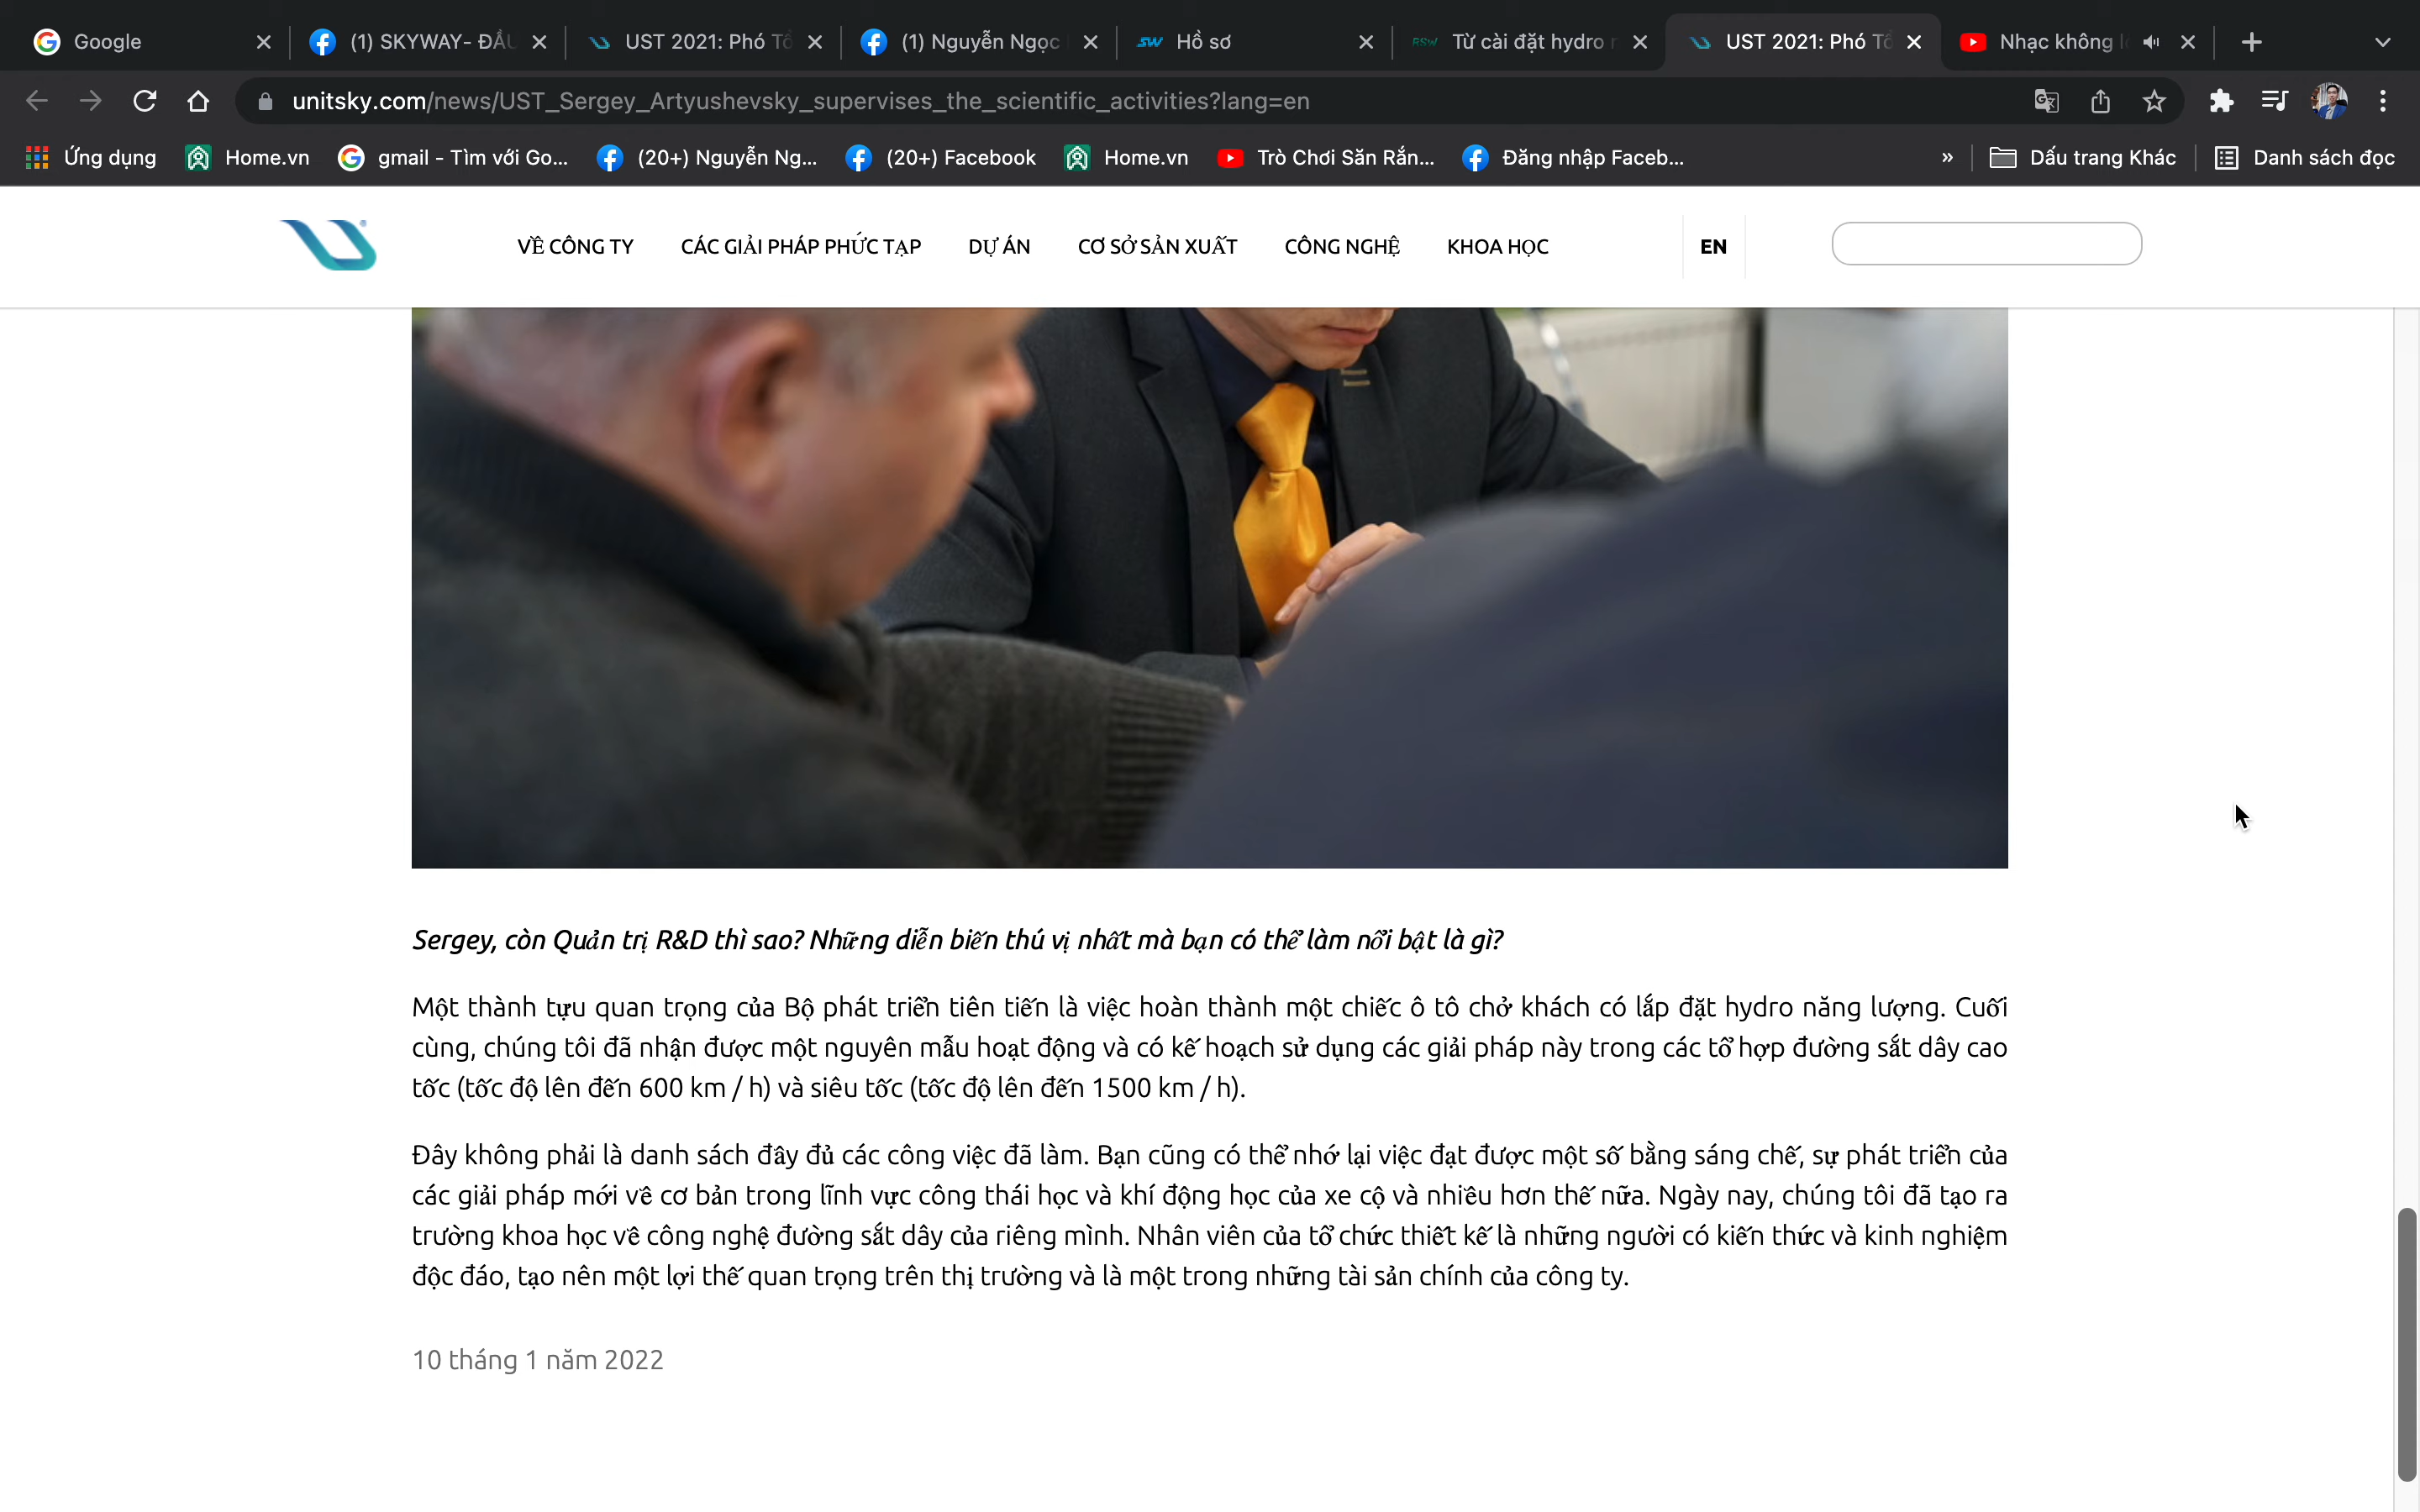 Google
(1) SKYWAY- ĐẦU
UST 2021: Phó Tổ
(1) Nguyễn Ngọc
SW Hồ sơ
RSW Từ cài đặt hydro n
UST 2021: Phó Tổ
Nhạc không l
unitsky.com/news/UST_Sergey_Artyushevsky_supervises_the_scientific_activities?lang=en
Ứng dụng
Home.vn
gmail - Tìm với Go...
(20+) Nguyễn Ng...
(20+) Facebook
Home.vn
Trò Chơi Săn Rắn...
Đăng nhập Faceb...
»
Dấu trang Khác
Danh sách đọc
VỀ CÔNG TY
CÁC GIẢI PHÁP PHỨC TẠP
DỰ ÁN
CƠ SỞ SẢN XUẤT
CÔNG NGHỆ
KHOA HỌC
EN
Sergey, còn Quản trị R&D thì sao? Những diễn biến thú vị nhất mà bạn có thể làm nổi bật là gì?
Một thành tựu quan trọng của Bộ phát triển tiên tiến là việc hoàn thành một chiếc ô tô chở khách có lắp đặt hydro năng lượng. Cuối
cùng, chúng tôi đã nhận được một nguyên mẫu hoạt động và có kế hoạch sử dụng các giải pháp này trong các tổ hợp đường sắt dây cao
tốc (tốc độ lên đến 600 km / h) và siêu tốc (tốc độ lên đến 1500 km / h).
Đây không phải là danh sách đầy đủ các công việc đã làm. Bạn cũng có thể nhớ lại việc đạt được một số bằng sáng chế, sự phát triển của
các giải pháp mới về cơ bản trong lĩnh vực công thái học và khí động học của xe cộ và nhiều hơn thế nữa. Ngày nay, chúng tôi đã tạo ra
trường khoa học về công nghệ đường sắt dây của riêng mình. Nhân viên của tổ chức thiết kế là những người có kiến thức và kinh nghiệm
độc đáo, tạo nên một lợi thế quan trọng trên thị trường và là một trong những tài sản chính của công ty.
10 tháng 1 năm 2022